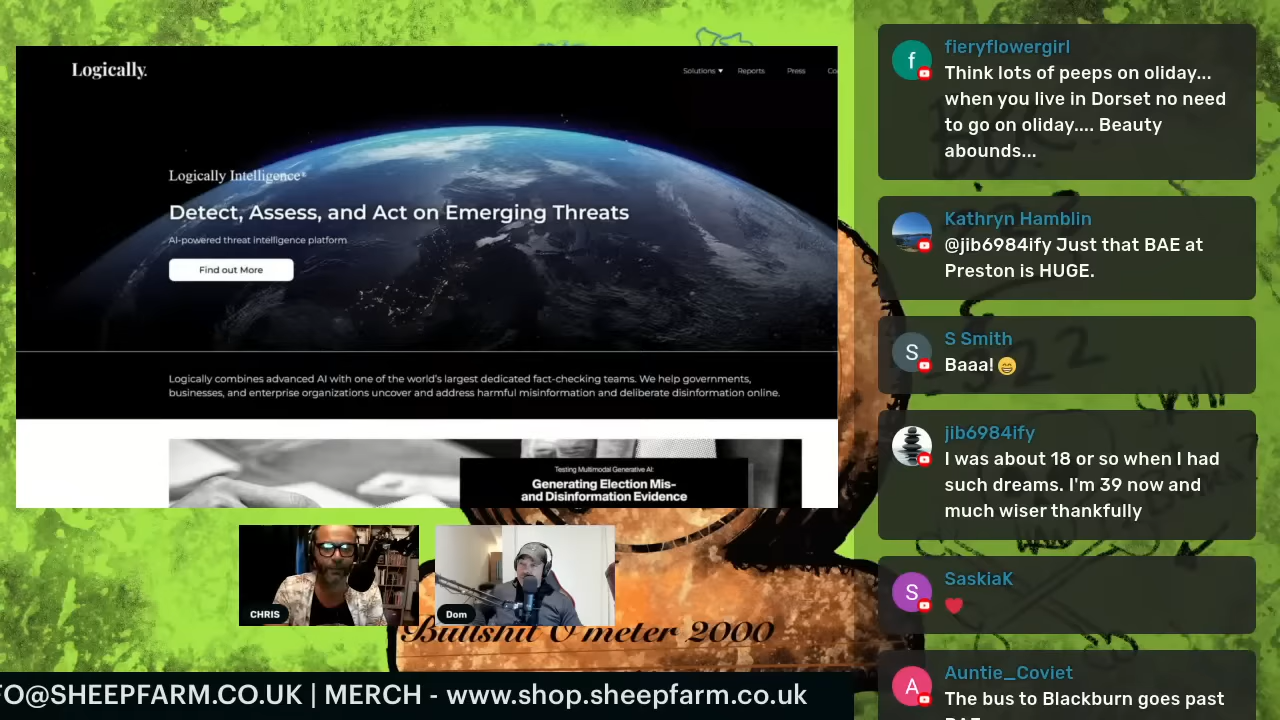 Logically.
Solutions ▼ Reports Press Co
Logically Intelligence®
Detect, Assess, and Act on Emerging Threats
AI-powered threat intelligence platform
Find out More
Logically combines advanced AI with one of the world's largest dedicated fact-checking teams. We help governments,
businesses, and enterprise organizations uncover and address harmful misinformation and deliberate disinformation online.
Testing Multimodal Generative AI:
Generating Election Mis-
and Disinformation Evidence
CHRIS
Dom
Bullshit O meter 2000
FO@SHEEPFARM.CO.UK | MERCH - www.shop.sheepfarm.co.uk
f
fieryflowergirl
Think lots of peeps on oliday...
when you live in Dorset no need
to go on oliday.... Beauty
abounds...
Kathryn Hamblin
@jib6984ify Just that BAE at
Preston is HUGE.
S
S Smith
Baaa! 😁
jib6984ify
I was about 18 or so when I had
such dreams. I'm 39 now and
much wiser thankfully
S
SaskiaK
❤️
A
Auntie_Coviet
The bus to Blackburn goes past